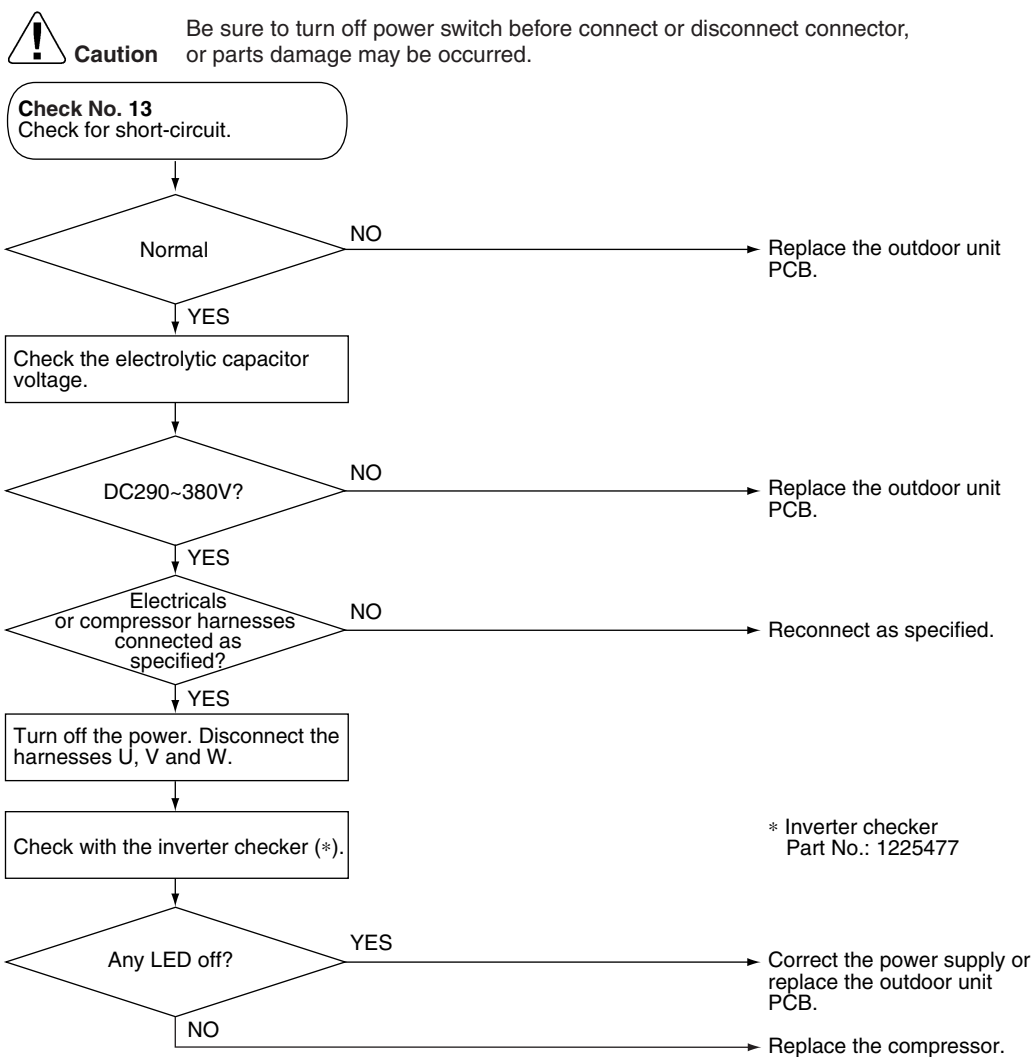 Be sure to turn off power switch before connect or disconnect connector,
Caution or parts damage may be occurred.
Check No. 13
Check for short-circuit.
Normal
NO
Replace the outdoor unit
PCB.
YES
Check the electrolytic capacitor
voltage.
DC290~380V?
NO
Replace the outdoor unit
PCB.
YES
Electricals
or compressor harnesses
connected as
specified?
NO
Reconnect as specified.
YES
Turn off the power. Disconnect the
harnesses U, V and W.
Check with the inverter checker (*).
* Inverter checker
Part No.: 1225477
Any LED off?
YES
Correct the power supply or
replace the outdoor unit
PCB.
NO
Replace the compressor.